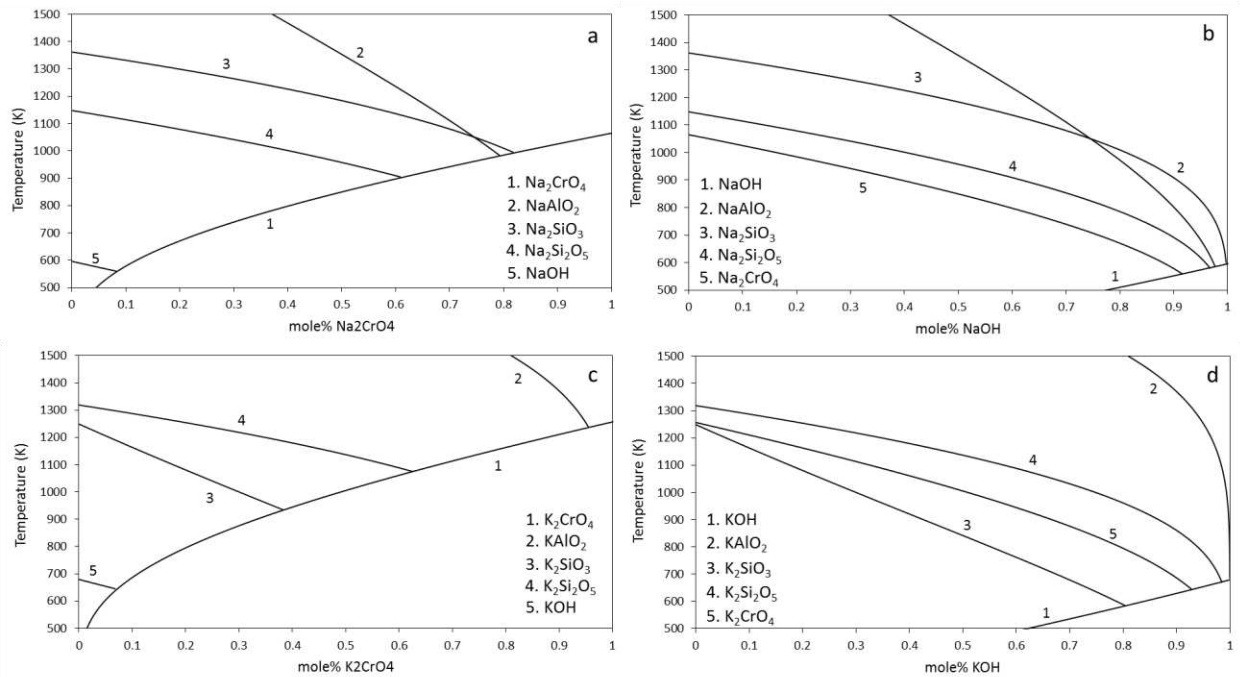 a
1500
1400
1300
1200
1100
1000
900
800
700
600
500
Temperature (K)
2
3
4
1
5
1. Na₂CrO₄
2. NaAlO₂
3. Na₂SiO₃
4. Na₂Si₂O₅
5. NaOH
0 0.1 0.2 0.3 0.4 0.5 0.6 0.7 0.8 0.9 1
mole% Na2CrO4
b
1500
1400
1300
1200
1100
1000
900
800
700
600
500
Temperature (K)
3
2
4
5
1
1. NaOH
2. NaAlO₂
3. Na₂SiO₃
4. Na₂Si₂O₅
5. Na₂CrO₄
0 0.1 0.2 0.3 0.4 0.5 0.6 0.7 0.8 0.9 1
mole% NaOH
c
1500
1400
1300
1200
1100
1000
900
800
700
600
500
Temperature (K)
2
4
1
3
5
1. K₂CrO₄
2. KAlO₂
3. K₂SiO₃
4. K₂Si₂O₅
5. KOH
0 0.1 0.2 0.3 0.4 0.5 0.6 0.7 0.8 0.9 1
mole% K2CrO4
d
1500
1400
1300
1200
1100
1000
900
800
700
600
500
Temperature (K)
2
4
3
5
1
1. KOH
2. KAlO₂
3. K₂SiO₃
4. K₂Si₂O₅
5. K₂CrO₄
0 0.1 0.2 0.3 0.4 0.5 0.6 0.7 0.8 0.9 1
mole% KOH